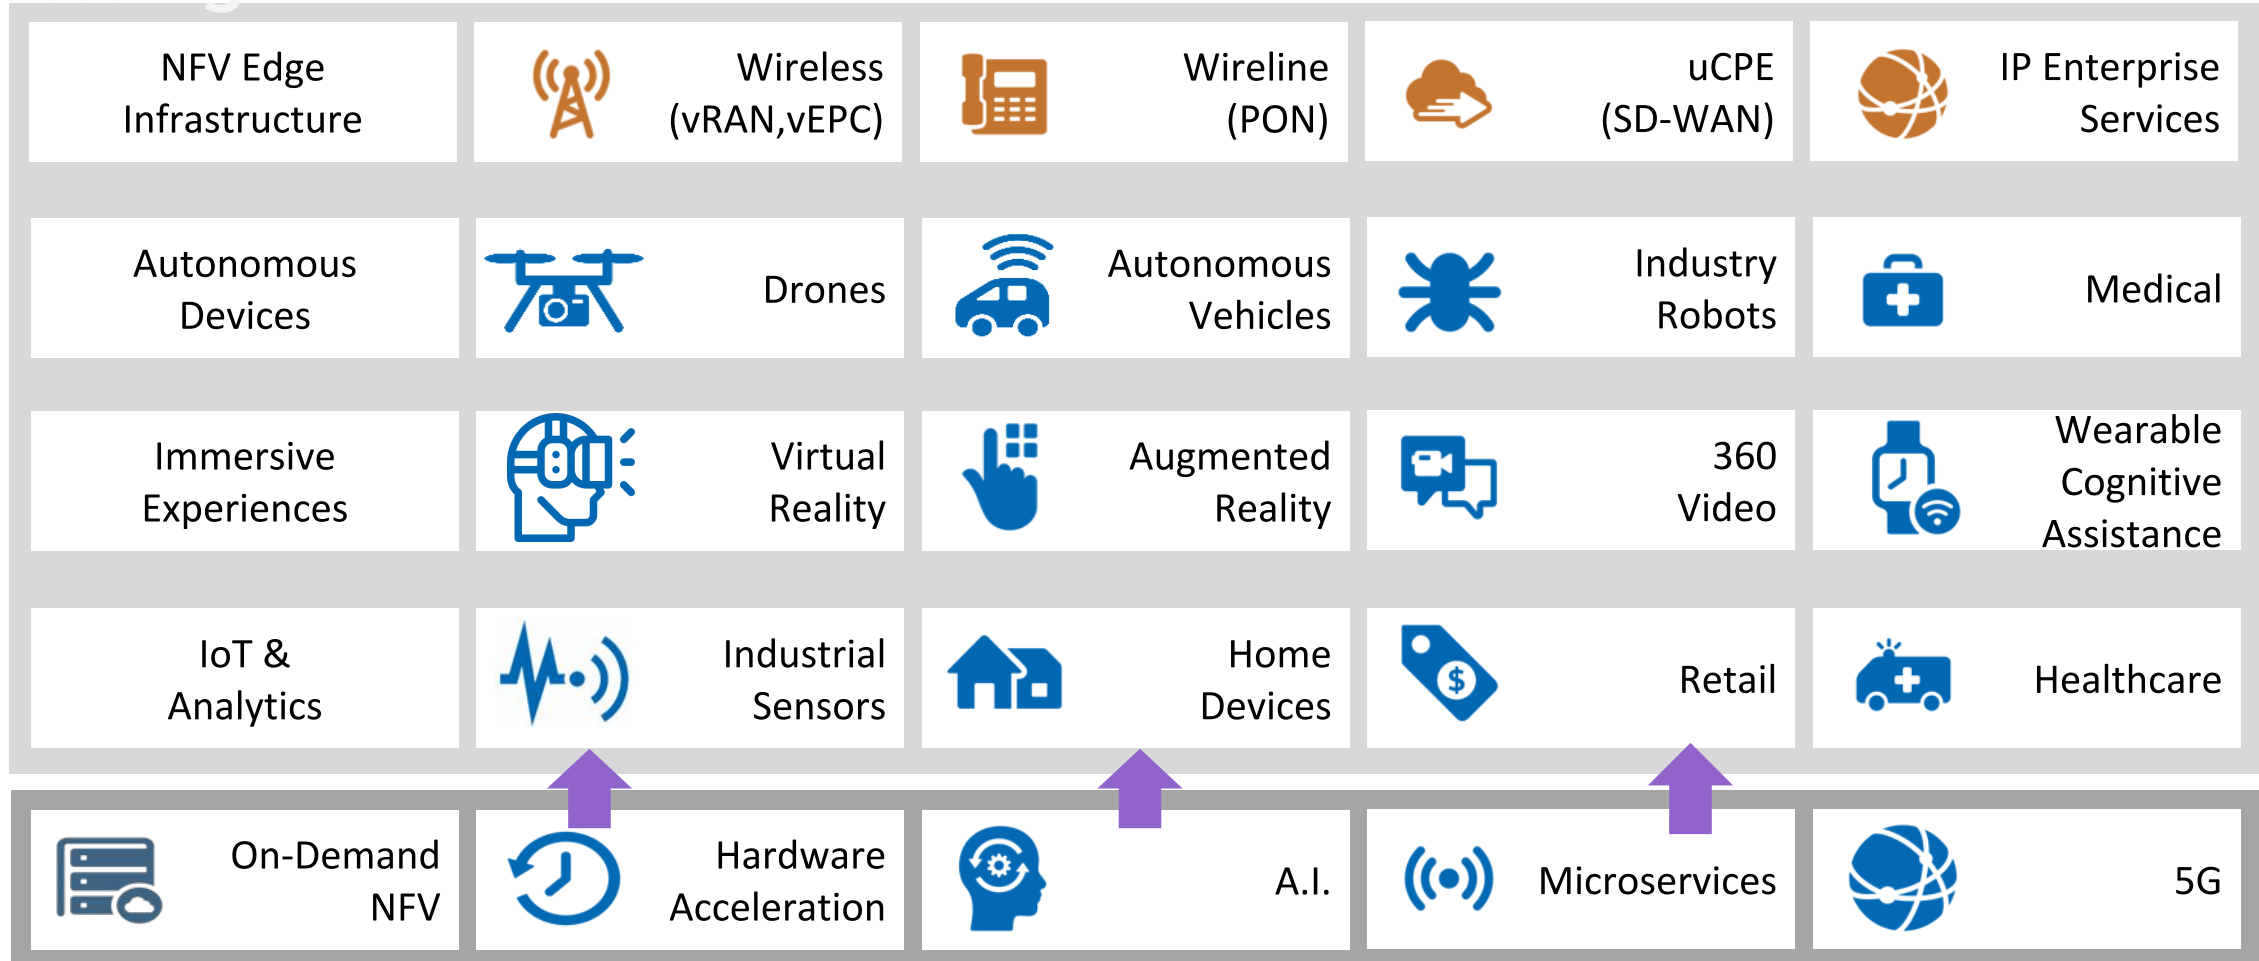 NFV Edge
Infrastructure
Wireless
(vRAN,vEPC)
Wireline
(PON)
uCPE
(SD-WAN)
IP Enterprise
Services
Autonomous
Devices
Drones
Autonomous
Vehicles
Industry
Robots
Medical
Immersive
Experiences
Virtual
Reality
Augmented
Reality
360
Video
Wearable
Cognitive
Assistance
IoT &
Analytics
Industrial
Sensors
Home
Devices
$
Retail
Healthcare
On-Demand
NFV
Hardware
Acceleration
A.I.
Microservices
5G